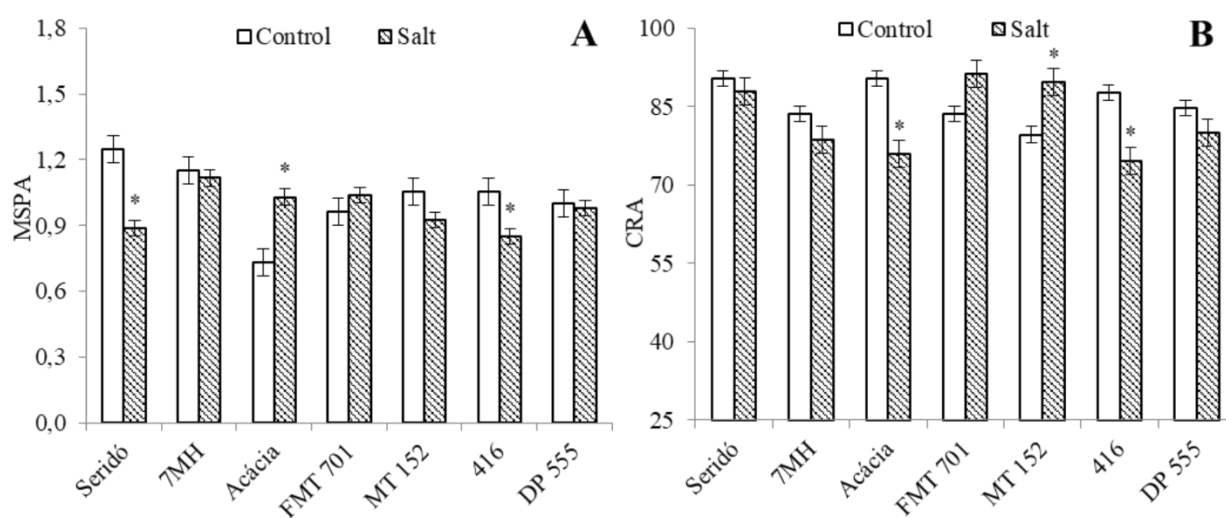 A
Control Salt
MSPA
1,8
1,5
1,2
0,9
0,6
0,3
0,0
*
*
*
Seridó
7MH
Acácia
FMT 701
MT 152
416
DP 555
B
Control Salt
CRA
100
85
70
55
40
25
*
*
*
Seridó
7MH
Acácia
FMT 701
MT 152
416
DP 555